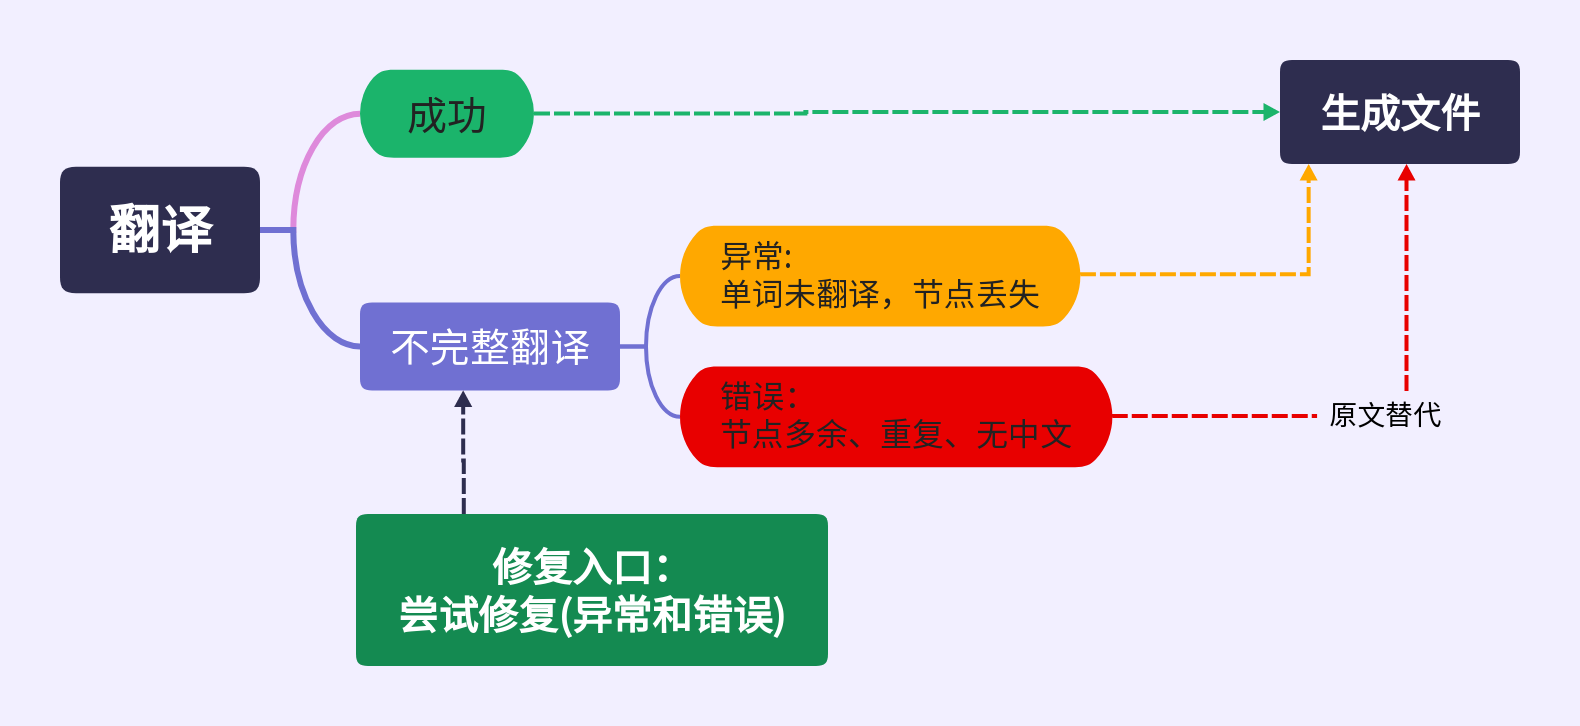 成功
生成文件
翻译
异常:
单词未翻译，节点丢失
不完整翻译
错误：
节点多余、重复、无中文
原文替代
修复入口：
尝试修复(异常和错误)